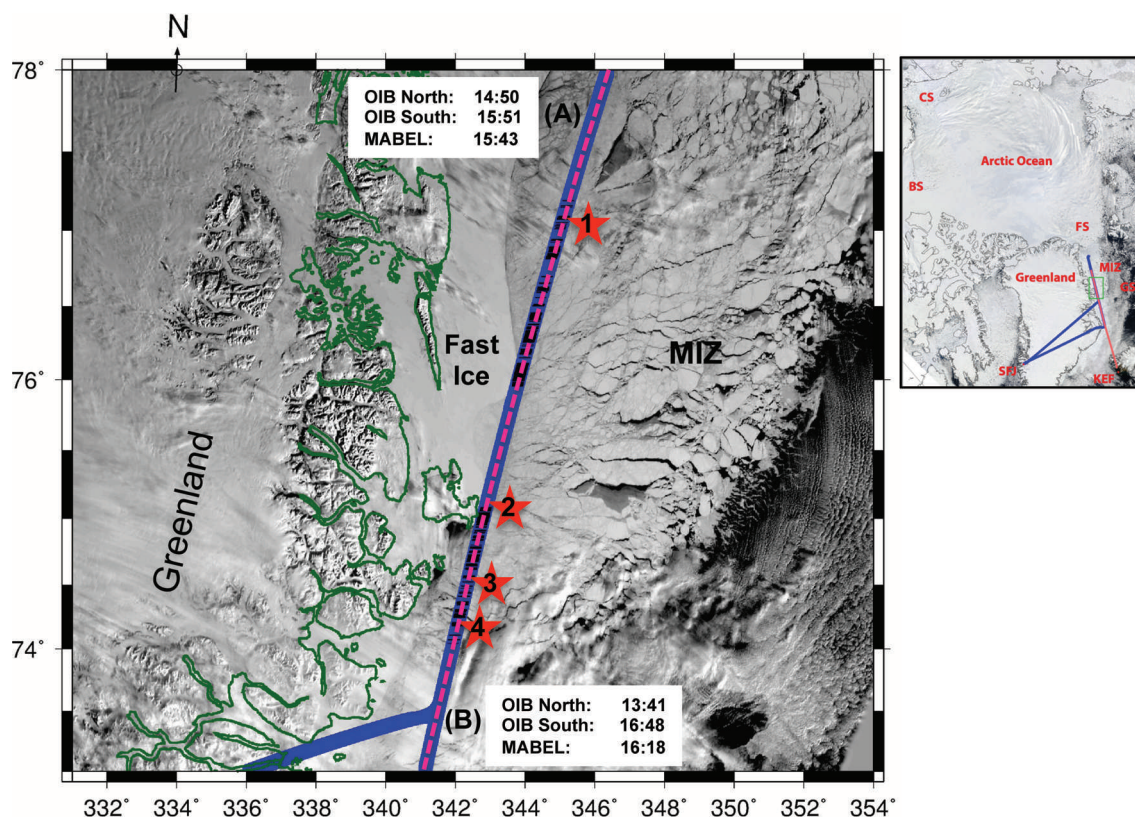 N
78°
76°
74°
OIB North: 14:50
OIB South: 15:51
MABEL: 15:43
(A)
1
Fast
Ice
MIZ
2
3
4
Greenland
(B)
OIB North: 13:41
OIB South: 16:48
MABEL: 16:18
332° 334° 336° 338° 340° 342° 344° 346° 348° 350° 352° 354°
CS
Arctic Ocean
BS
FS
Greenland
MIZ
KEF